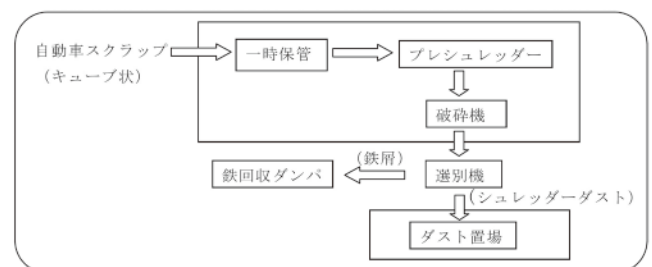 自動車スクラップ
(キューブ状)
一時保管
プレシュレッダー
破砕機
(鉄層)
鉄回収ダンパ
選別機
(シュレッダーダスト)
ダスト置場